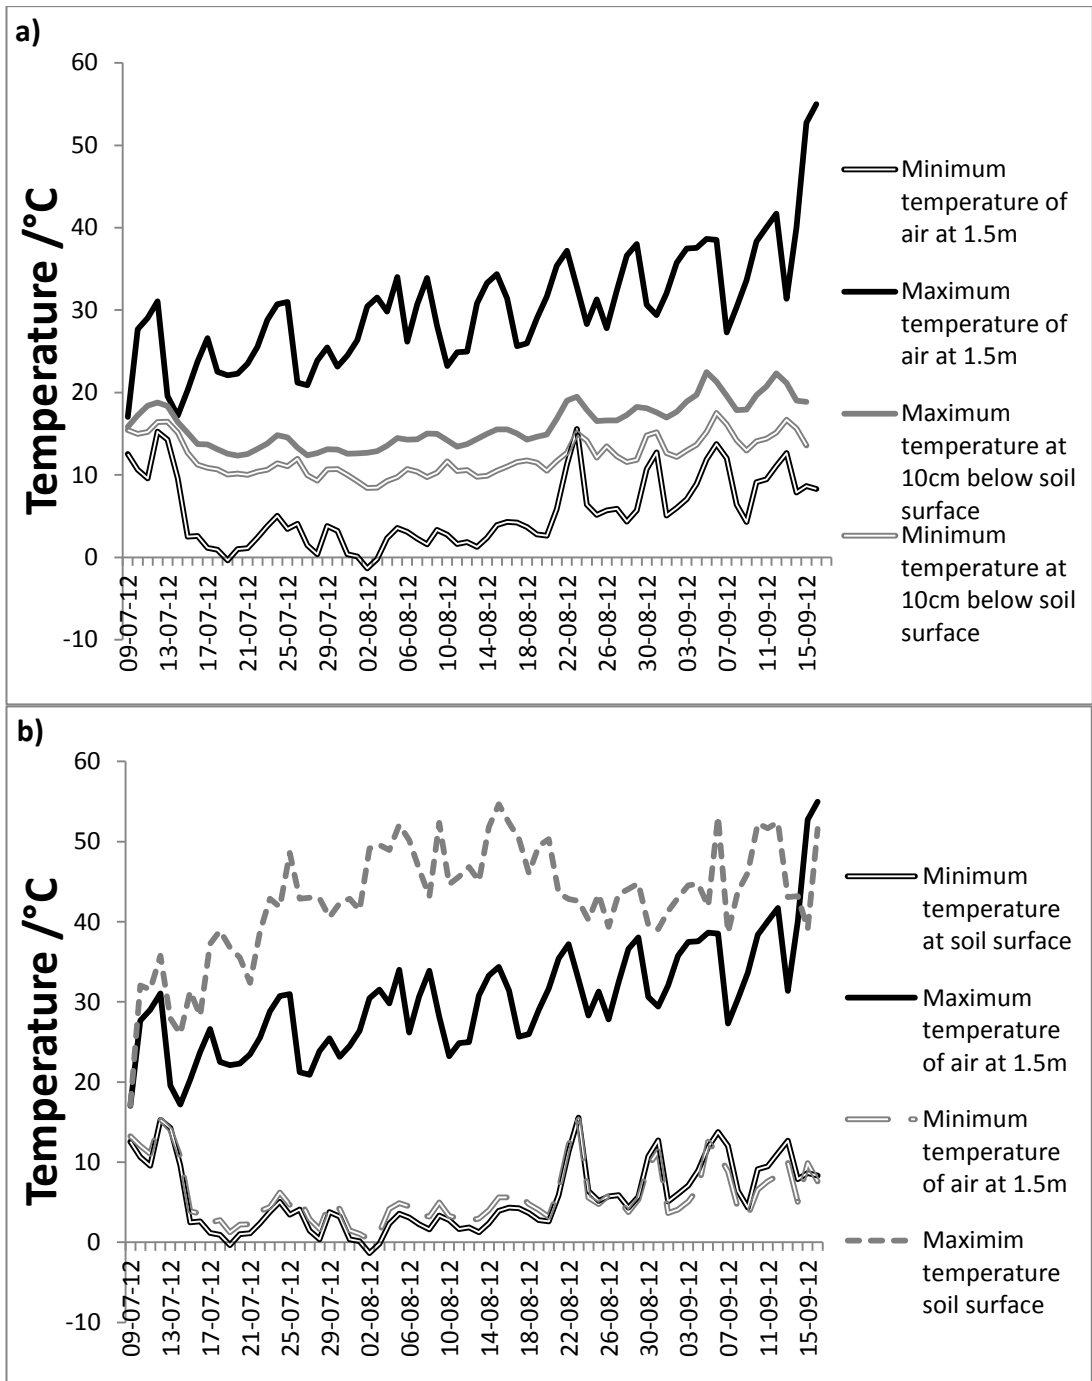 a)
Temperature /°C
60
50
40
30
20
10
0
-10
09-07-12
13-07-12
17-07-12
21-07-12
25-07-12
29-07-12
02-08-12
06-08-12
10-08-12
14-08-12
18-08-12
22-08-12
26-08-12
30-08-12
03-09-12
07-09-12
11-09-12
15-09-12
Minimum
temperature of
air at 1.5m
Maximum
temperature of
air at 1.5m
Maximum
temperature at
10cm below soil
surface
Minimum
temperature at
10cm below soil
surface
b)
Temperature /°C
60
50
40
30
20
10
0
-10
09-07-12
13-07-12
17-07-12
21-07-12
25-07-12
29-07-12
02-08-12
06-08-12
10-08-12
14-08-12
18-08-12
22-08-12
26-08-12
30-08-12
03-09-12
07-09-12
11-09-12
15-09-12
Minimum
temperature
at soil surface
Maximum
temperature
of air at 1.5m
Minimum
temperature
of air at 1.5m
Maximim
temperature
soil surface